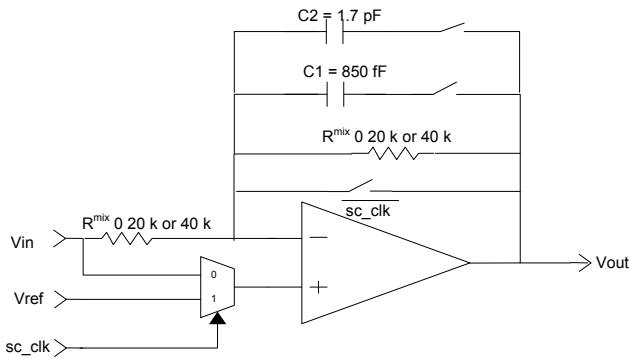 C2 = 1.7 pF
C1 = 850 fF
Rmix 0 20 k or 40 k
sc_clk
Rmix 0 20 k or 40 k
Vin
0
Vref
1
Vout
sc_clk